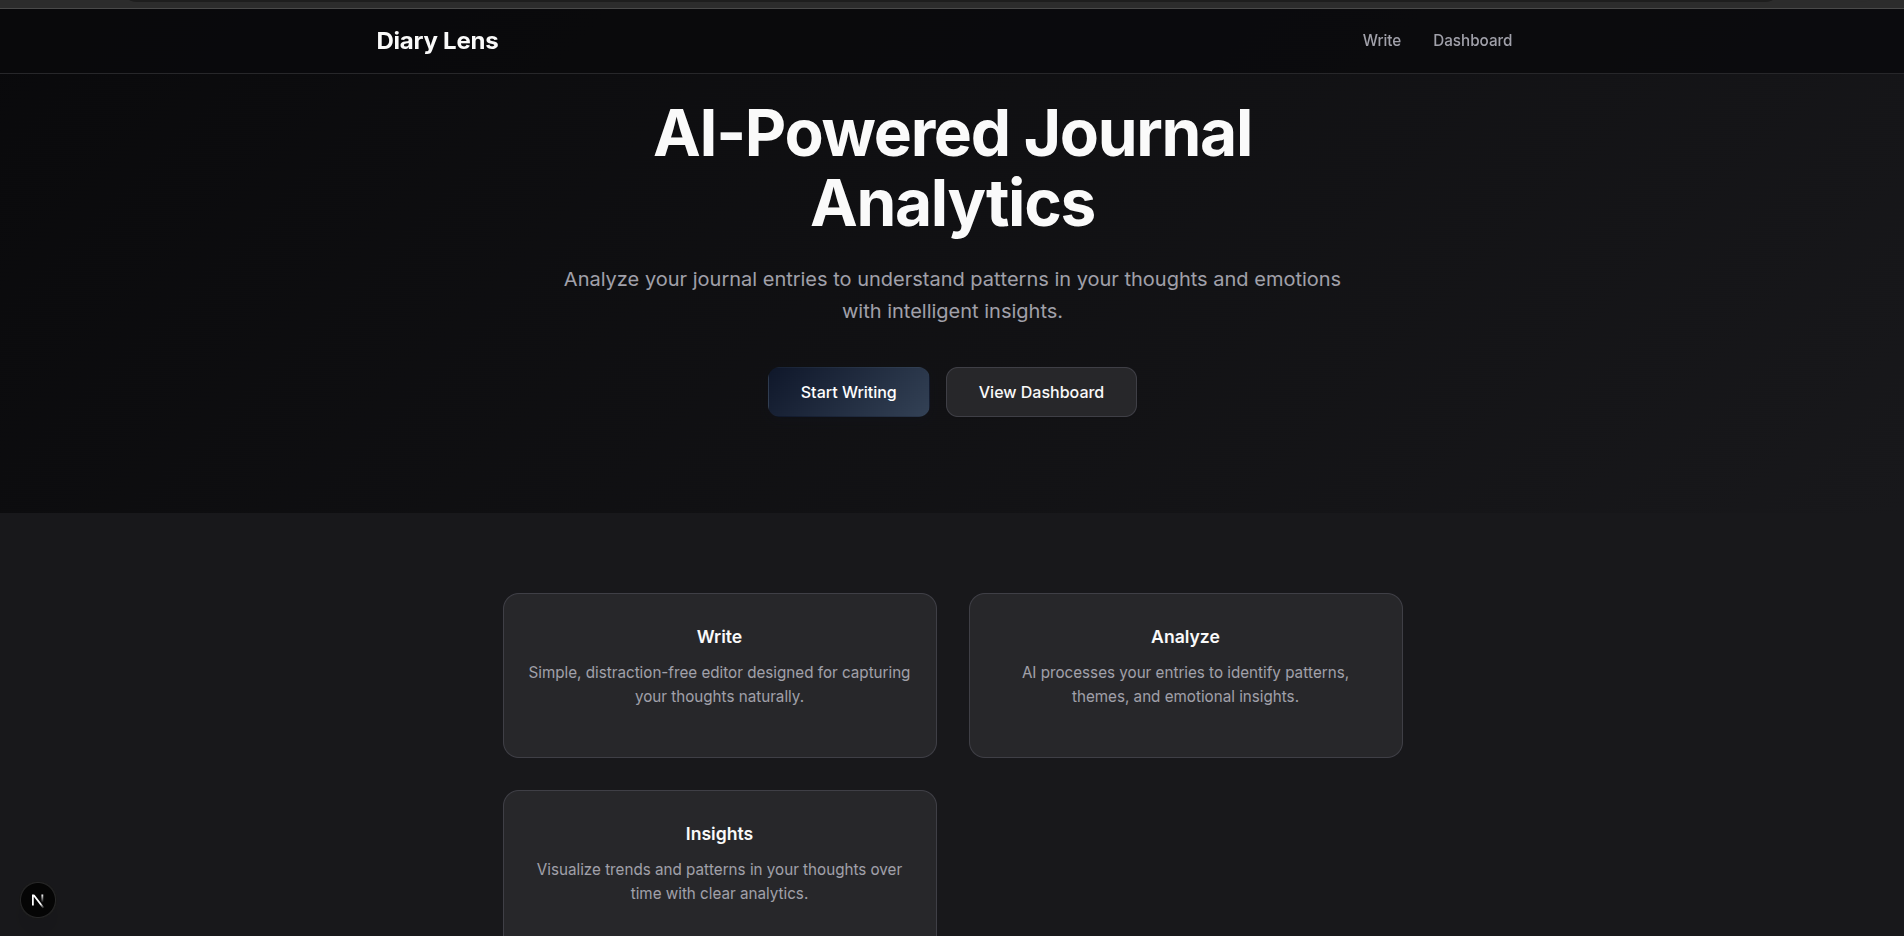 Diary Lens
Write
Dashboard
AI-Powered Journal
Analytics
Analyze your journal entries to understand patterns in your thoughts and emotions
with intelligent insights.
Start Writing
View Dashboard
Write
Simple, distraction-free editor designed for capturing
your thoughts naturally.
Analyze
AI processes your entries to identify patterns,
themes, and emotional insights.
Insights
Visualize trends and patterns in your thoughts over
time with clear analytics.
N